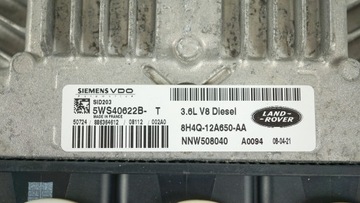 SIEMENS VDO
SID203
5WS40622B- T
MADE IN FRANCE
50724 / 886364612 / 08112 / 002A0
3.6L V8 Diesel
8H4Q-12A650-AA
NNW508040 A0094 08-04-21
LAND-
ROVER